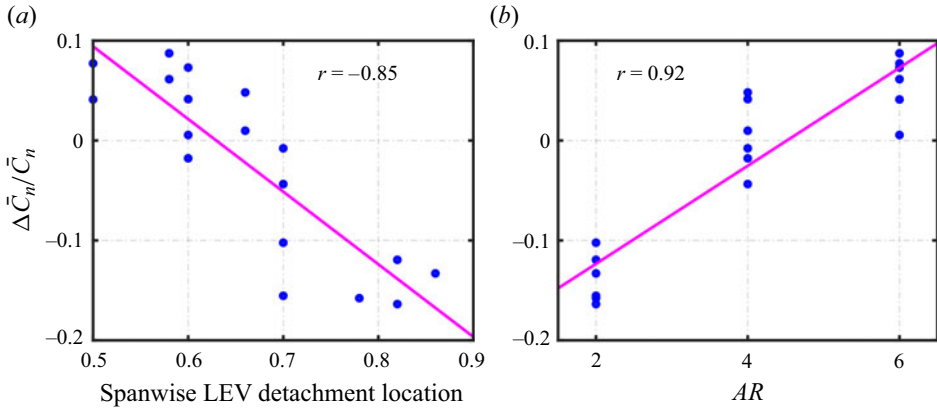 (a)
r = –0.85
0.1
0
–0.1
–0.2
ΔC̄n/C̄n
0.5 0.6 0.7 0.8 0.9
Spanwise LEV detachment location
(b)
r = 0.92
0.1
0
–0.1
–0.2
2 4 6
AR